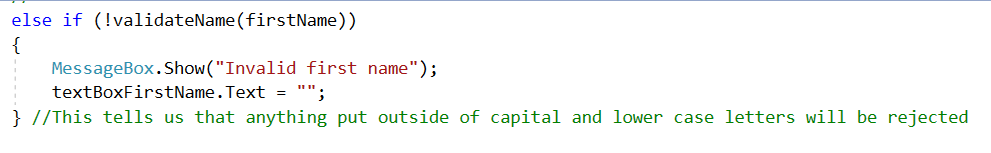 else if (!validateName(firstName))
{
MessageBox.Show("Invalid first name");
textBoxFirstName.Text = "";
} //This tells us that anything put outside of capital and lower case letters will be rejected